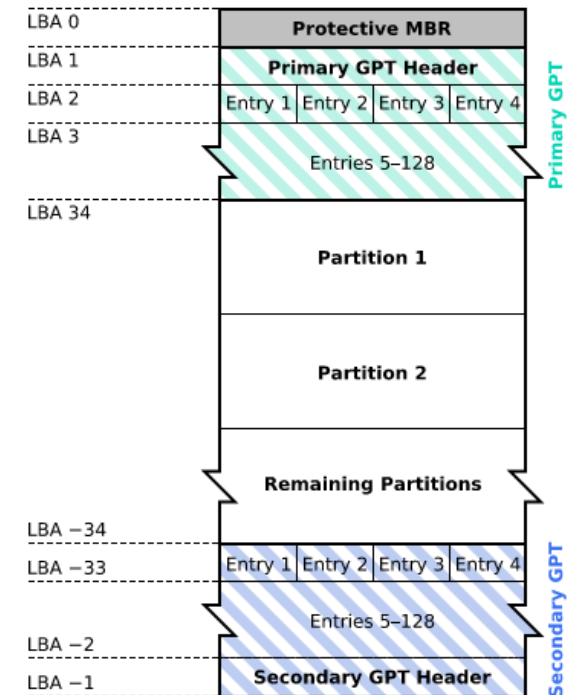 LBA 0
Protective MBR
LBA 1
Primary GPT Header
LBA 2
Entry 1 Entry 2 Entry 3 Entry 4
LBA 3
Entries 5–128
Primary GPT
LBA 34
Partition 1
Partition 2
Remaining Partitions
LBA −34
LBA −33
Entry 1 Entry 2 Entry 3 Entry 4
Entries 5–128
LBA −2
LBA −1
Secondary GPT Header
Secondary GPT